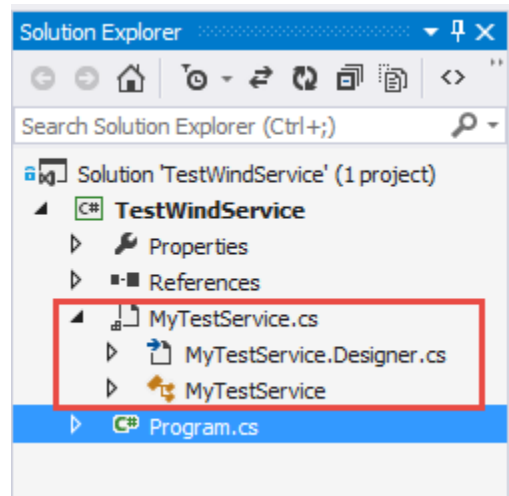 Solution Explorer
Search Solution Explorer (Ctrl+;)
Solution 'TestWindService' (1 project)
C# TestWindService
Properties
References
MyTestService.cs
MyTestService.Designer.cs
MyTestService
C# Program.cs